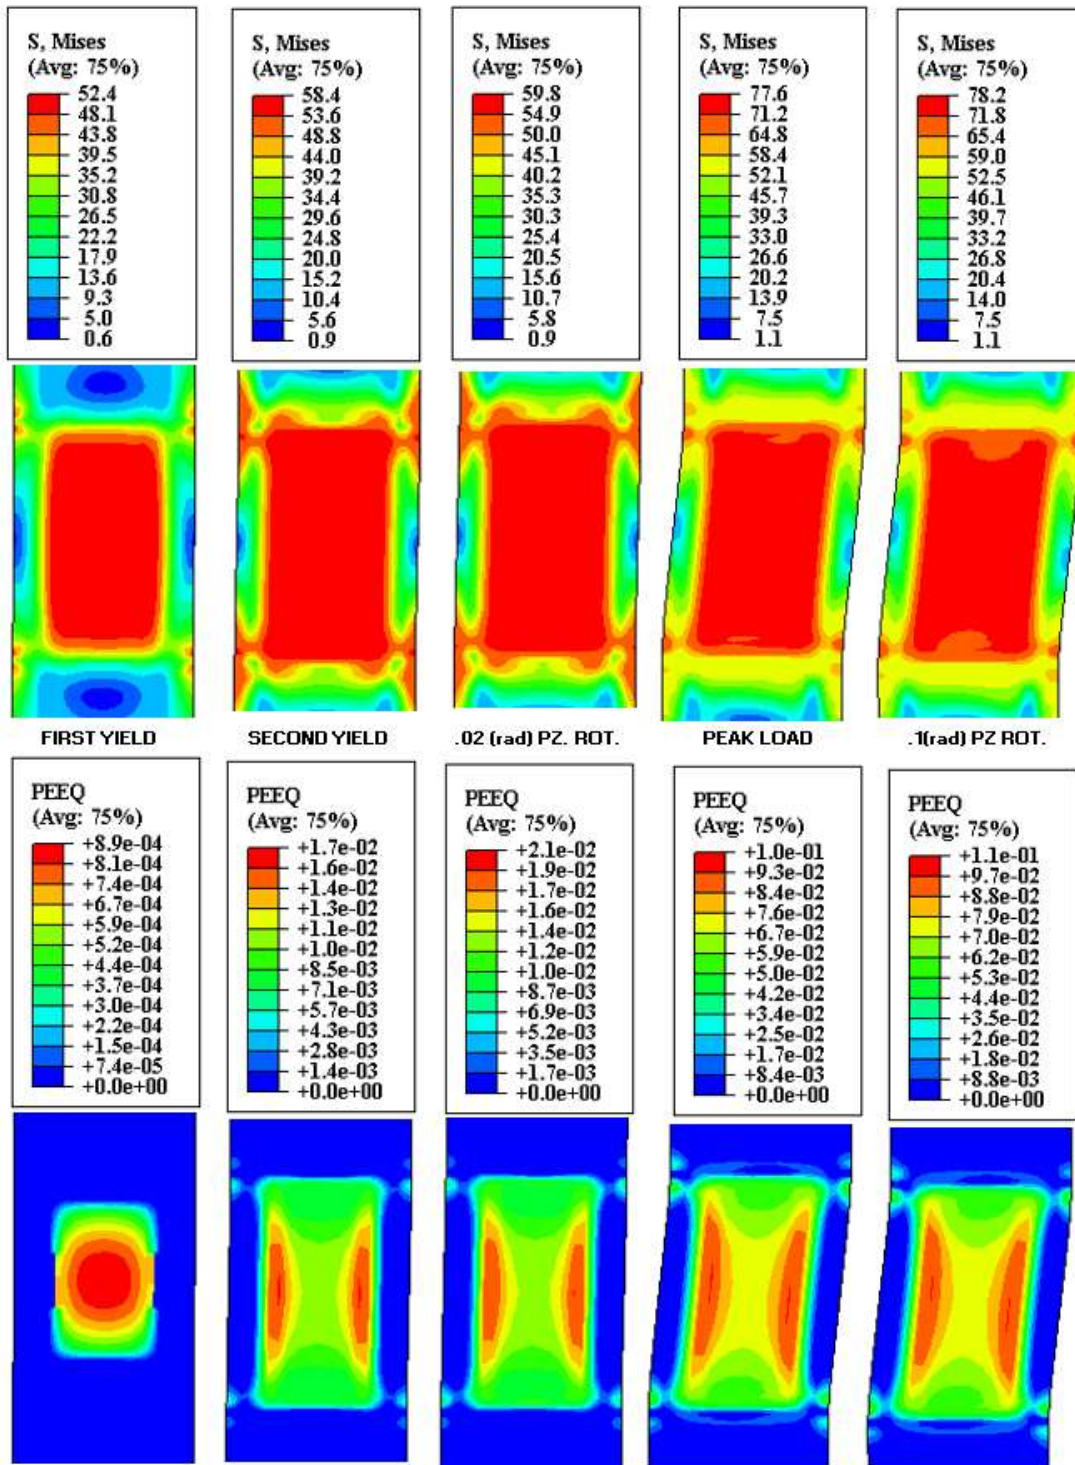 S, Mises
(Avg: 75%)
52.4
48.1
43.8
39.5
35.2
30.8
26.5
22.2
17.9
13.6
9.3
5.0
0.6
S, Mises
(Avg: 75%)
58.4
53.6
48.8
44.0
39.2
34.4
29.6
24.8
20.0
15.2
10.4
5.6
0.9
S, Mises
(Avg: 75%)
59.8
54.9
50.0
45.1
40.2
35.3
30.3
25.4
20.5
15.6
10.7
5.8
0.9
S, Mises
(Avg: 75%)
77.6
71.2
64.8
58.4
52.1
45.7
39.3
33.0
26.6
20.2
13.9
7.5
1.1
S, Mises
(Avg: 75%)
78.2
71.8
65.4
59.0
52.5
46.1
39.7
33.2
26.8
20.4
14.0
7.5
1.1
FIRST YIELD
SECOND YIELD
.02 (rad) PZ. ROT.
PEAK LOAD
.1(rad) PZ ROT.
PEEQ
(Avg: 75%)
+8.9e-04
+8.1e-04
+7.4e-04
+6.7e-04
+5.9e-04
+5.2e-04
+4.4e-04
+3.7e-04
+3.0e-04
+2.2e-04
+1.5e-04
+7.4e-05
+0.0e+00
PEEQ
(Avg: 75%)
+1.7e-02
+1.6e-02
+1.4e-02
+1.3e-02
+1.1e-02
+1.0e-02
+8.5e-03
+7.1e-03
+5.7e-03
+4.3e-03
+2.8e-03
+1.4e-03
+0.0e+00
PEEQ
(Avg: 75%)
+2.1e-02
+1.9e-02
+1.7e-02
+1.6e-02
+1.4e-02
+1.2e-02
+1.0e-02
+8.7e-03
+6.9e-03
+5.2e-03
+3.5e-03
+1.7e-03
+0.0e+00
PEEQ
(Avg: 75%)
+1.0e-01
+9.3e-02
+8.4e-02
+7.6e-02
+6.7e-02
+5.9e-02
+5.0e-02
+4.2e-02
+3.4e-02
+2.5e-02
+1.7e-02
+8.4e-03
+0.0e+00
PEEQ
(Avg: 75%)
+1.1e-01
+9.7e-02
+8.8e-02
+7.9e-02
+7.0e-02
+6.2e-02
+5.3e-02
+4.4e-02
+3.5e-02
+2.6e-02
+1.8e-02
+8.8e-03
+0.0e+00